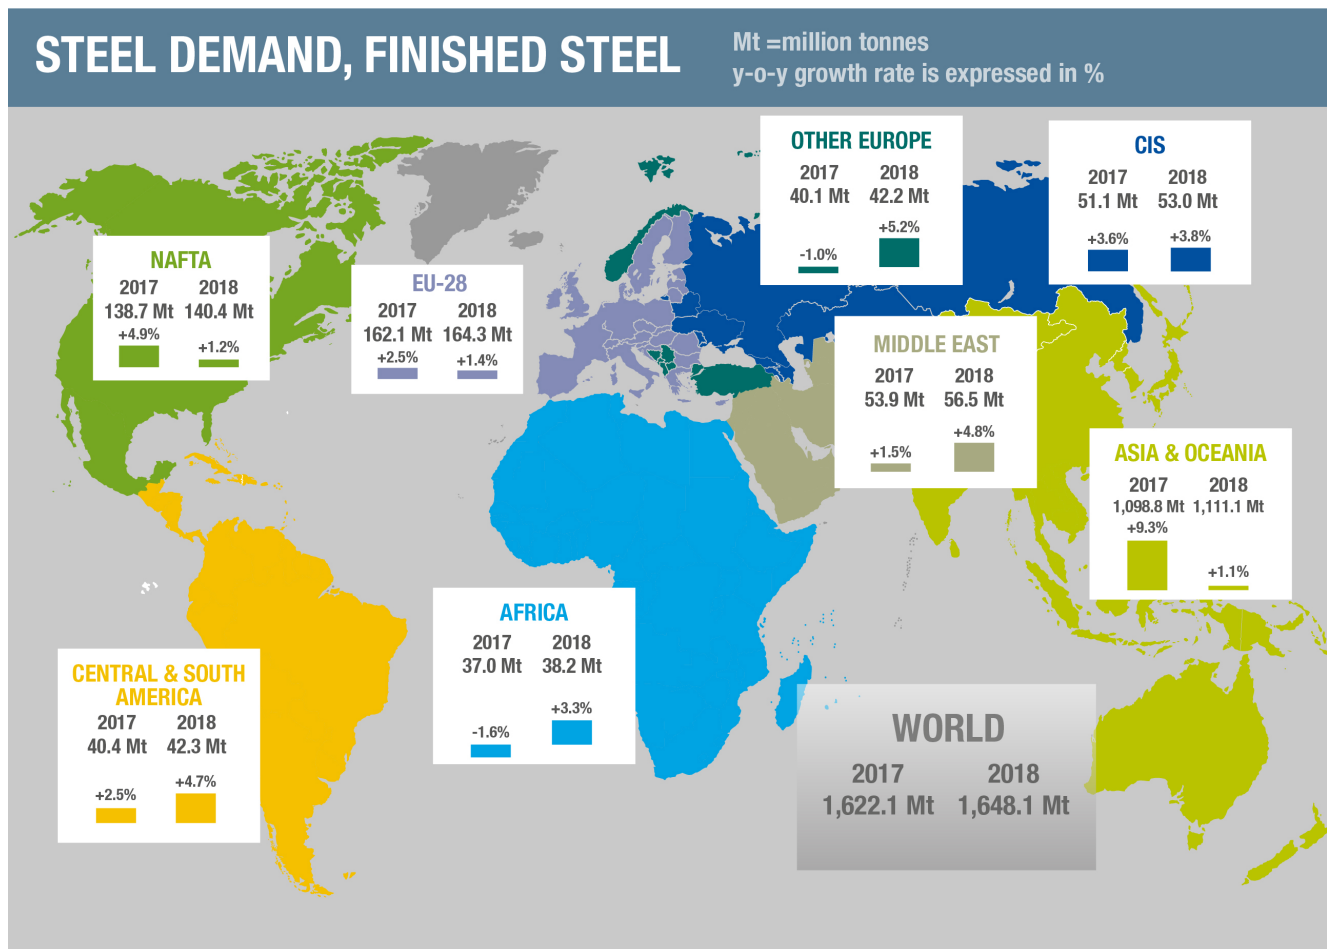 STEEL DEMAND, FINISHED STEEL
Mt =million tonnes
y-o-y growth rate is expressed in %
OTHER EUROPE
2017 2018
40.1 Mt 42.2 Mt
-1.0% +5.2%
CIS
2017 2018
51.1 Mt 53.0 Mt
+3.6% +3.8%
NAFTA
2017 2018
138.7 Mt 140.4 Mt
+4.9% +1.2%
EU-28
2017 2018
162.1 Mt 164.3 Mt
+2.5% +1.4%
MIDDLE EAST
2017 2018
53.9 Mt 56.5 Mt
+1.5% +4.8%
ASIA & OCEANIA
2017 2018
1,098.8 Mt 1,111.1 Mt
+9.3% +1.1%
AFRICA
2017 2018
37.0 Mt 38.2 Mt
-1.6% +3.3%
CENTRAL & SOUTH
AMERICA
2017 2018
40.4 Mt 42.3 Mt
+2.5% +4.7%
WORLD
2017 2018
1,622.1 Mt 1,648.1 Mt